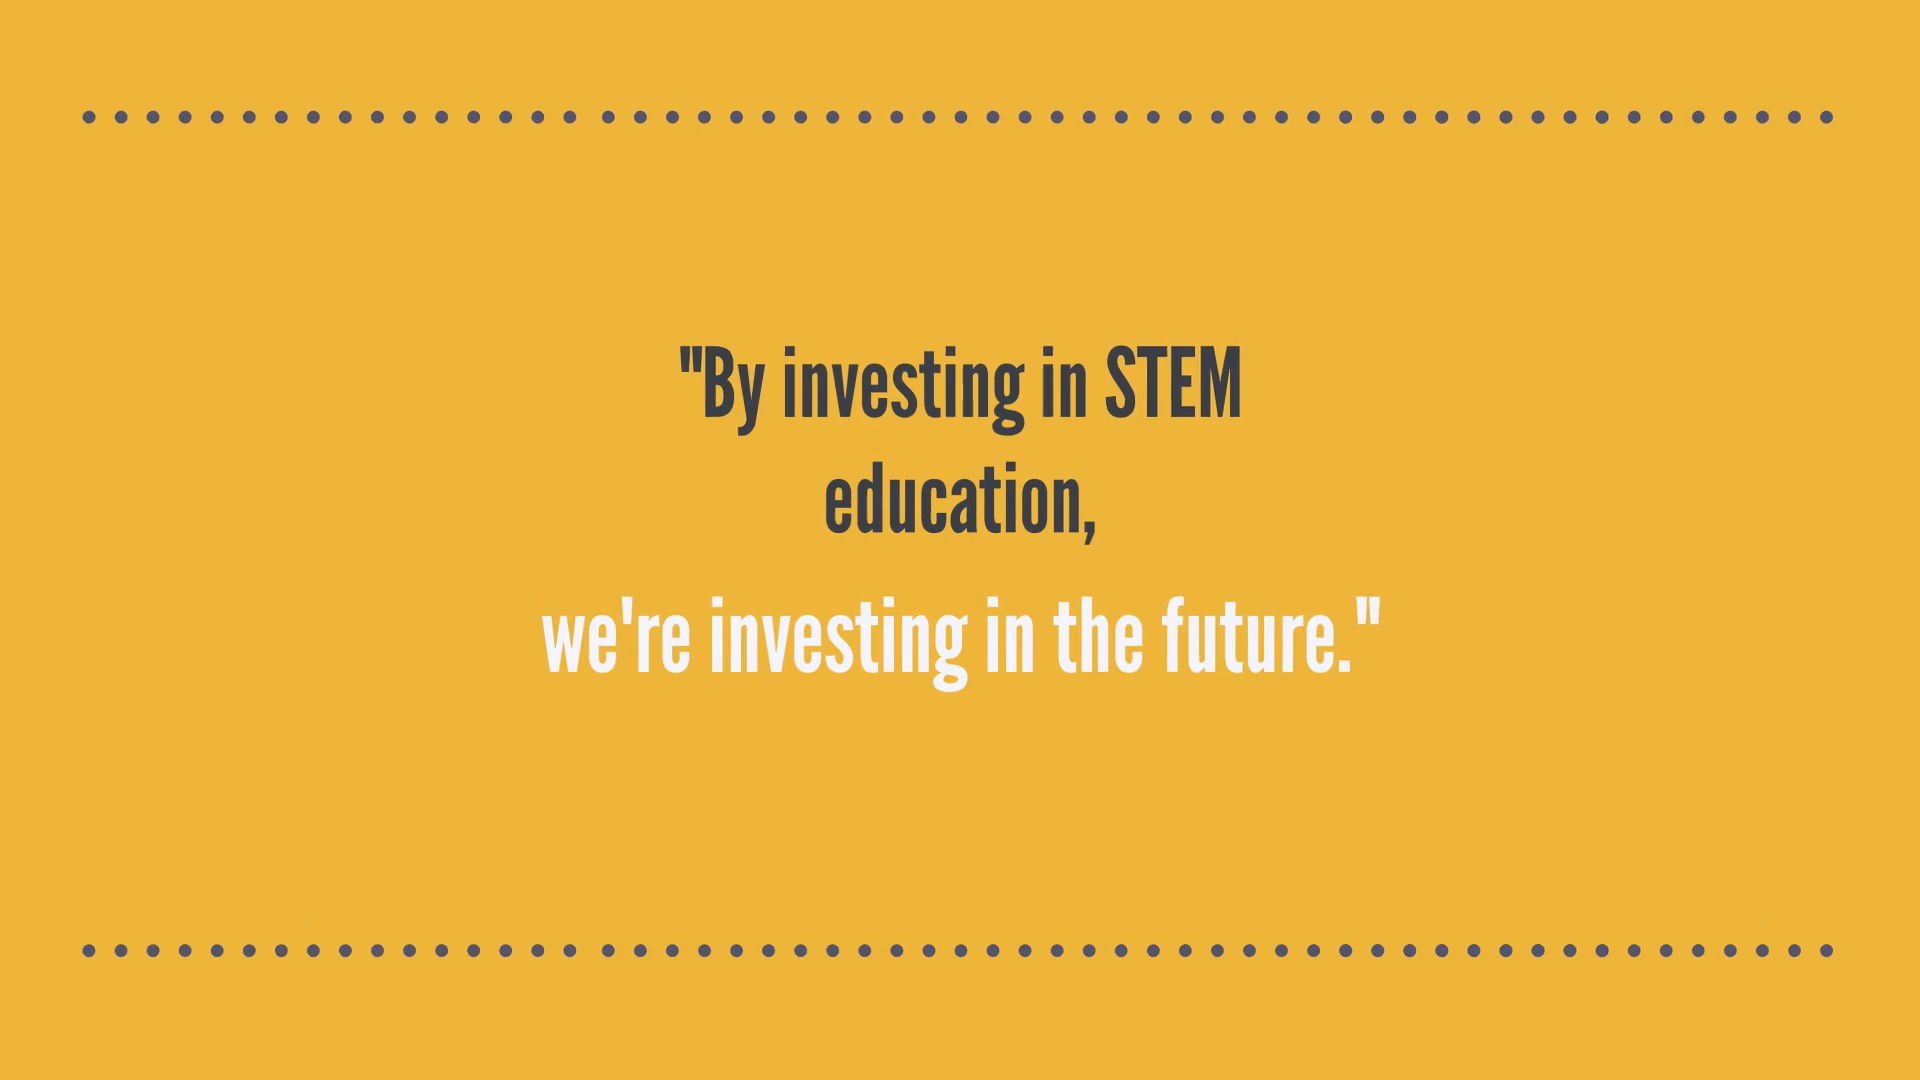 "By investing in STEM
education,
we're investing in the future."